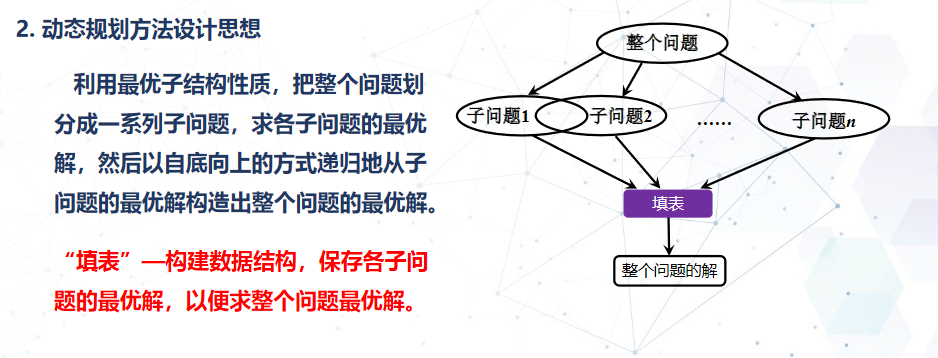 2. 动态规划方法设计思想
利用最优子结构性质，把整个问题划
分成一系列子问题，求各子问题的最优
解，然后以自底向上的方式递归地从子
问题的最优解构造出整个问题的最优解。
“填表”—构建数据结构，保存各子问
题的最优解，以便求整个问题最优解。
整个问题
子问题1
子问题2
……
子问题n
填表
整个问题的解